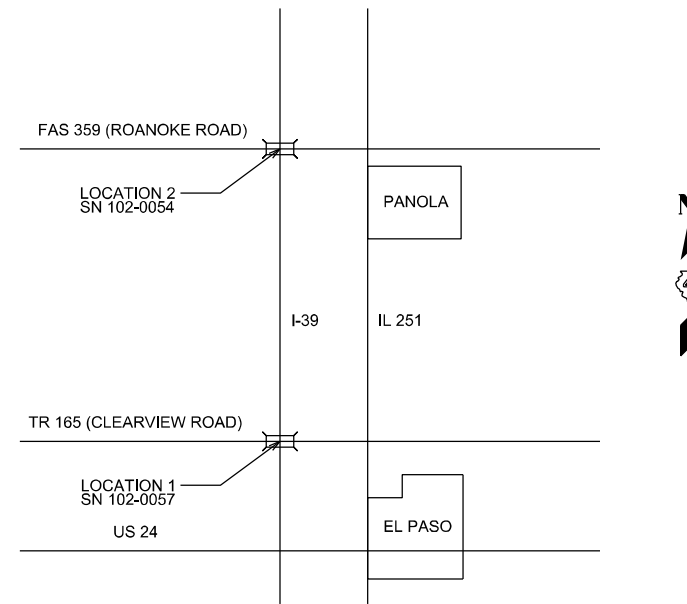 FAS 359 (ROANOKE ROAD)
LOCATION 2
SN 102-0054
PANOLA
N
I-39
IL 251
TR 165 (CLEARVIEW ROAD)
LOCATION 1
SN 102-0057
US 24
EL PASO